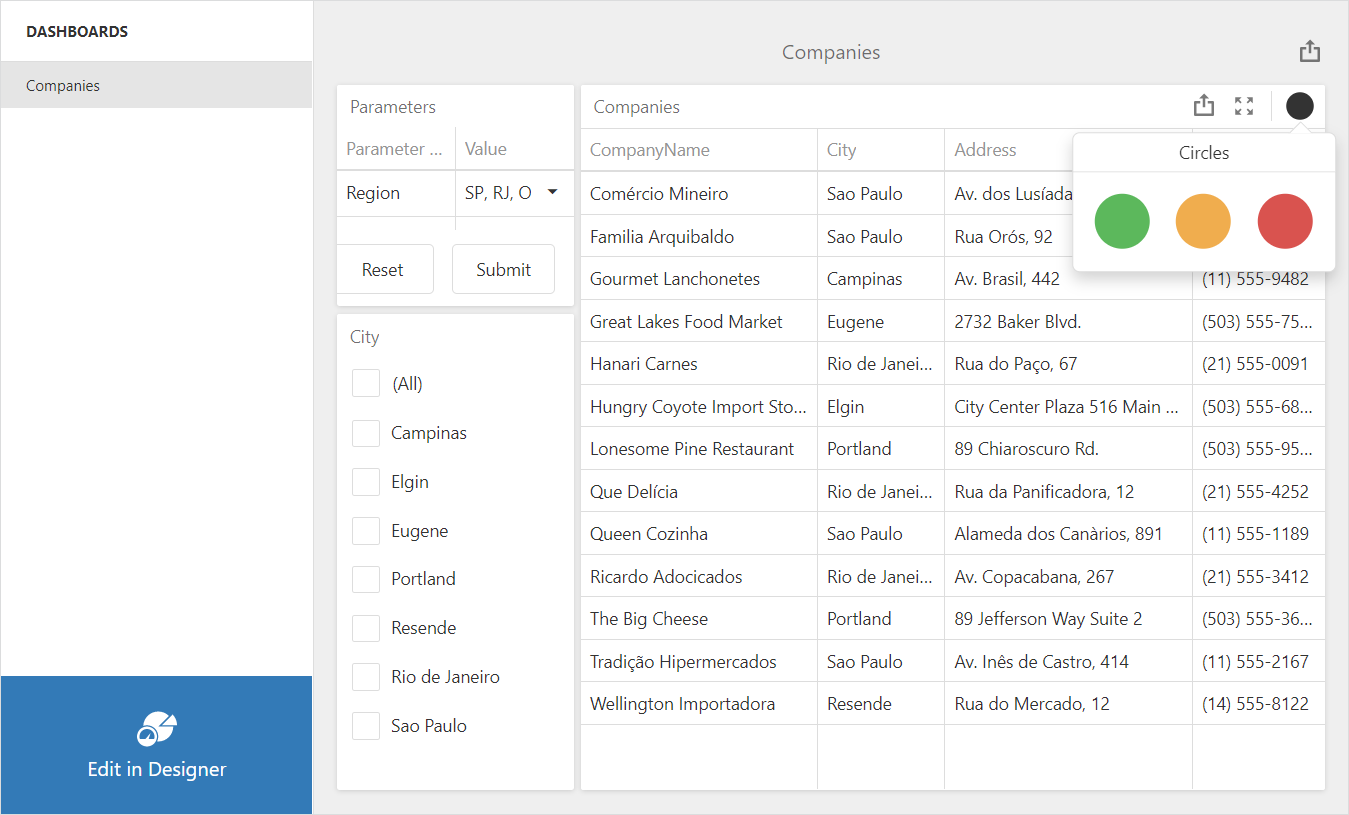 DASHBOARDS
Companies
Edit in Designer
Companies
Parameters
Parameter ... Value
Region SP, RJ, O
Reset Submit
City
(All)
Campinas
Elgin
Eugene
Portland
Resende
Rio de Janeiro
Sao Paulo
Companies
CompanyName City Address
Comércio Mineiro Sao Paulo Av. dos Lusíada
Familia Arquibaldo Sao Paulo Rua Orós, 92
Gourmet Lanchonetes Campinas Av. Brasil, 442 (11) 555-9482
Great Lakes Food Market Eugene 2732 Baker Blvd. (503) 555-75...
Hanari Carnes Rio de Janei... Rua do Paço, 67 (21) 555-0091
Hungry Coyote Import Sto... Elgin City Center Plaza 516 Main ... (503) 555-68...
Lonesome Pine Restaurant Portland 89 Chiaroscuro Rd. (503) 555-95...
Que Delícia Rio de Janei... Rua da Panificadora, 12 (21) 555-4252
Queen Cozinha Sao Paulo Alameda dos Canàrios, 891 (11) 555-1189
Ricardo Adocicados Rio de Janei... Av. Copacabana, 267 (21) 555-3412
The Big Cheese Portland 89 Jefferson Way Suite 2 (503) 555-36...
Tradição Hipermercados Sao Paulo Av. Inês de Castro, 414 (11) 555-2167
Wellington Importadora Resende Rua do Mercado, 12 (14) 555-8122
Circles